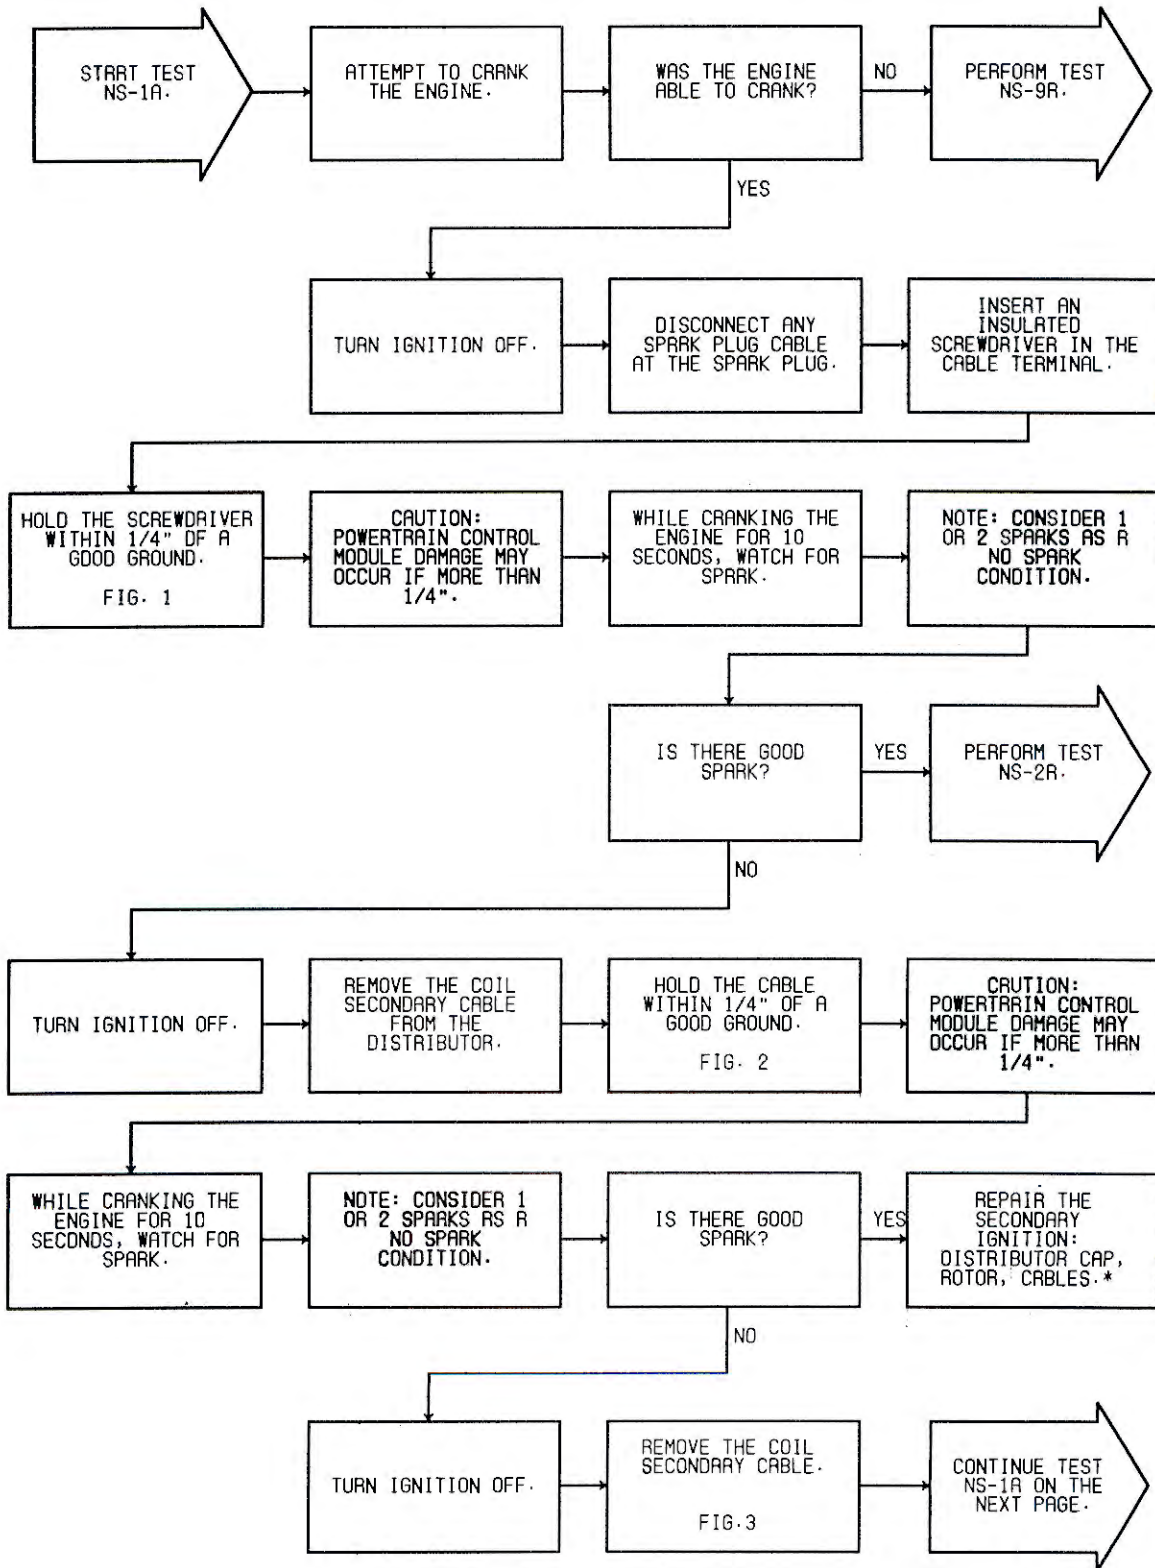 START TEST
NS-1A.
ATTEMPT TO CRANK
THE ENGINE.
WAS THE ENGINE
ABLE TO CRANK?
NO
PERFORM TEST
NS-9A.
YES
TURN IGNITION OFF.
DISCONNECT ANY
SPARK PLUG CABLE
AT THE SPARK PLUG.
INSERT AN
INSULATED
SCREWDRIVER IN THE
CABLE TERMINAL.
HOLD THE SCREWDRIVER
WITHIN 1/4" OF A
GOOD GROUND.
FIG. 1
CAUTION:
POWERTRAIN CONTROL
MODULE DAMAGE MAY
OCCUR IF MORE THAN
1/4".
WHILE CRANKING THE
ENGINE FOR 10
SECONDS, WATCH FOR
SPARK.
NOTE: CONSIDER 1
OR 2 SPARKS AS A
NO SPARK
CONDITION.
IS THERE GOOD
SPARK?
YES
PERFORM TEST
NS-2A.
NO
TURN IGNITION OFF.
REMOVE THE COIL
SECONDARY CABLE
FROM THE
DISTRIBUTOR.
HOLD THE CABLE
WITHIN 1/4" OF A
GOOD GROUND.
FIG. 2
CAUTION:
POWERTRAIN CONTROL
MODULE DAMAGE MAY
OCCUR IF MORE THAN
1/4".
WHILE CRANKING THE
ENGINE FOR 10
SECONDS, WATCH FOR
SPARK.
NOTE: CONSIDER 1
OR 2 SPARKS AS A
NO SPARK
CONDITION.
IS THERE GOOD
SPARK?
YES
REPAIR THE
SECONDARY
IGNITION:
DISTRIBUTOR CAP,
ROTOR, CABLES.*
NO
TURN IGNITION OFF.
REMOVE THE COIL
SECONDARY CABLE.
FIG.3
CONTINUE TEST
NS-1A ON THE
NEXT PAGE.